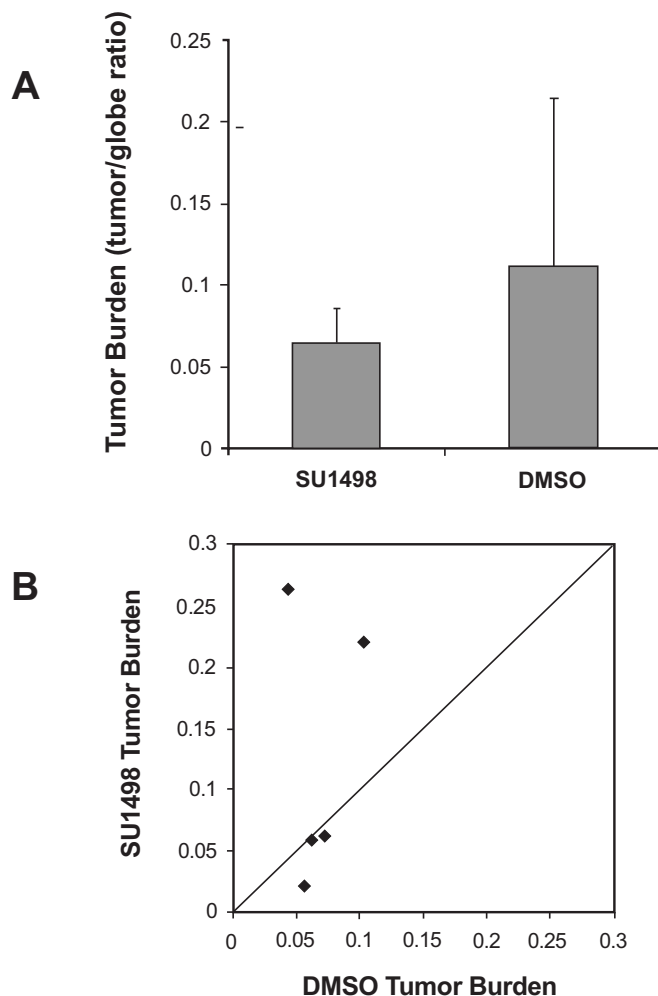 A
Tumor Burden (tumor/globe ratio)
0.25
0.2
0.15
0.1
0.05
0
SU1498 DMSO
B
SU1498 Tumor Burden
0.3
0.25
0.2
0.15
0.1
0.05
0
0 0.05 0.1 0.15 0.2 0.25 0.3
DMSO Tumor Burden